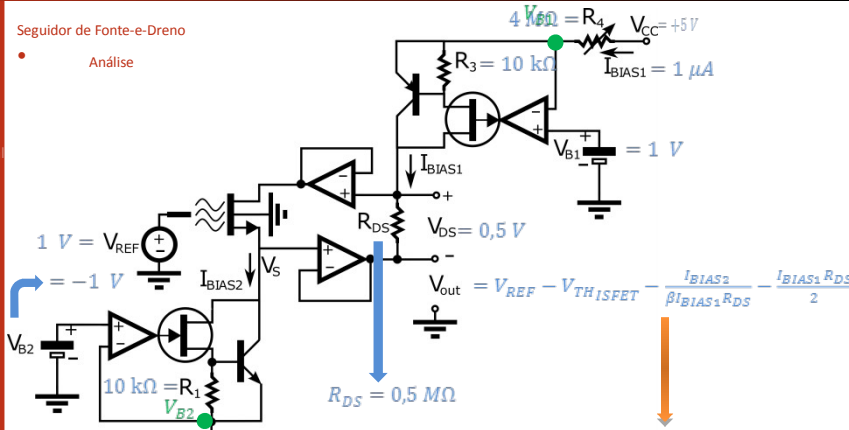 Seguidor de Fonte-e-Dreno
• Análise
4 MΩ = R4
VB1
VCC = +5 V
IBIAS1 = 1 μA
R3 = 10 kΩ
-
+
+
VB1 = 1 V
-
IBIAS1
-
+
+
RDS
VDS = 0,5 V
-
1 V = VREF
+
-
VS
+
-
IBIAS2
= −1 V
Vout = VREF − VTH ISFET − IBIAS2 / βIBIAS1RDS − IBIAS1RDS / 2
VB2
+
-
+
-
10 kΩ = R1
VB2
RDS = 0,5 MΩ